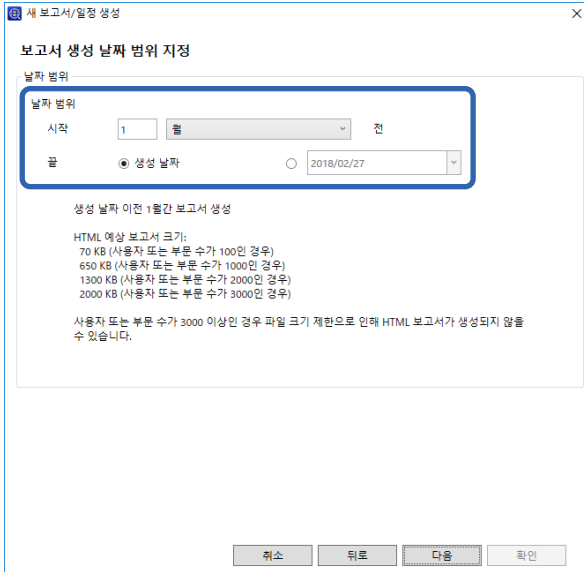 새 보고서/일정 생성
보고서 생성 날짜 범위 지정
날짜 범위
날짜 범위
시작 1 월 전
끝 생성 날짜 2018/02/27
생성 날짜 이전 1월간 보고서 생성
HTML 예상 보고서 크기:
70 KB (사용자 또는 부문 수가 100인 경우)
650 KB (사용자 또는 부문 수가 1000인 경우)
1300 KB (사용자 또는 부문 수가 2000인 경우)
2000 KB (사용자 또는 부문 수가 3000인 경우)
사용자 또는 부문 수가 3000 이상인 경우 파일 크기 제한으로 인해 HTML 보고서가 생성되지 않을
수 있습니다.
취소 뒤로 다음 확인